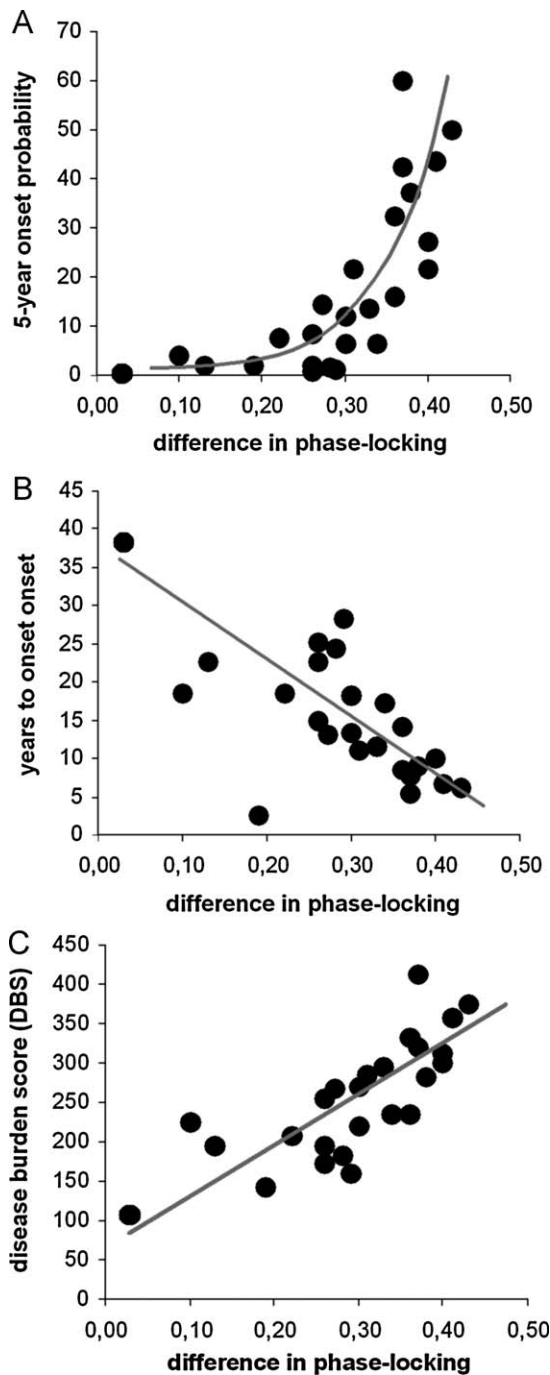 A
70
60
50
40
30
20
10
0
5-year onset probability
0,00 0,10 0,20 0,30 0,40 0,50
difference in phase-locking
B
45
40
35
30
25
20
15
10
5
0
years to onset onset
0,00 0,10 0,20 0,30 0,40 0,50
difference in phase-locking
C
450
400
350
300
250
200
150
100
50
0
disease burden score (DBS)
0,00 0,10 0,20 0,30 0,40 0,50
difference in phase-locking